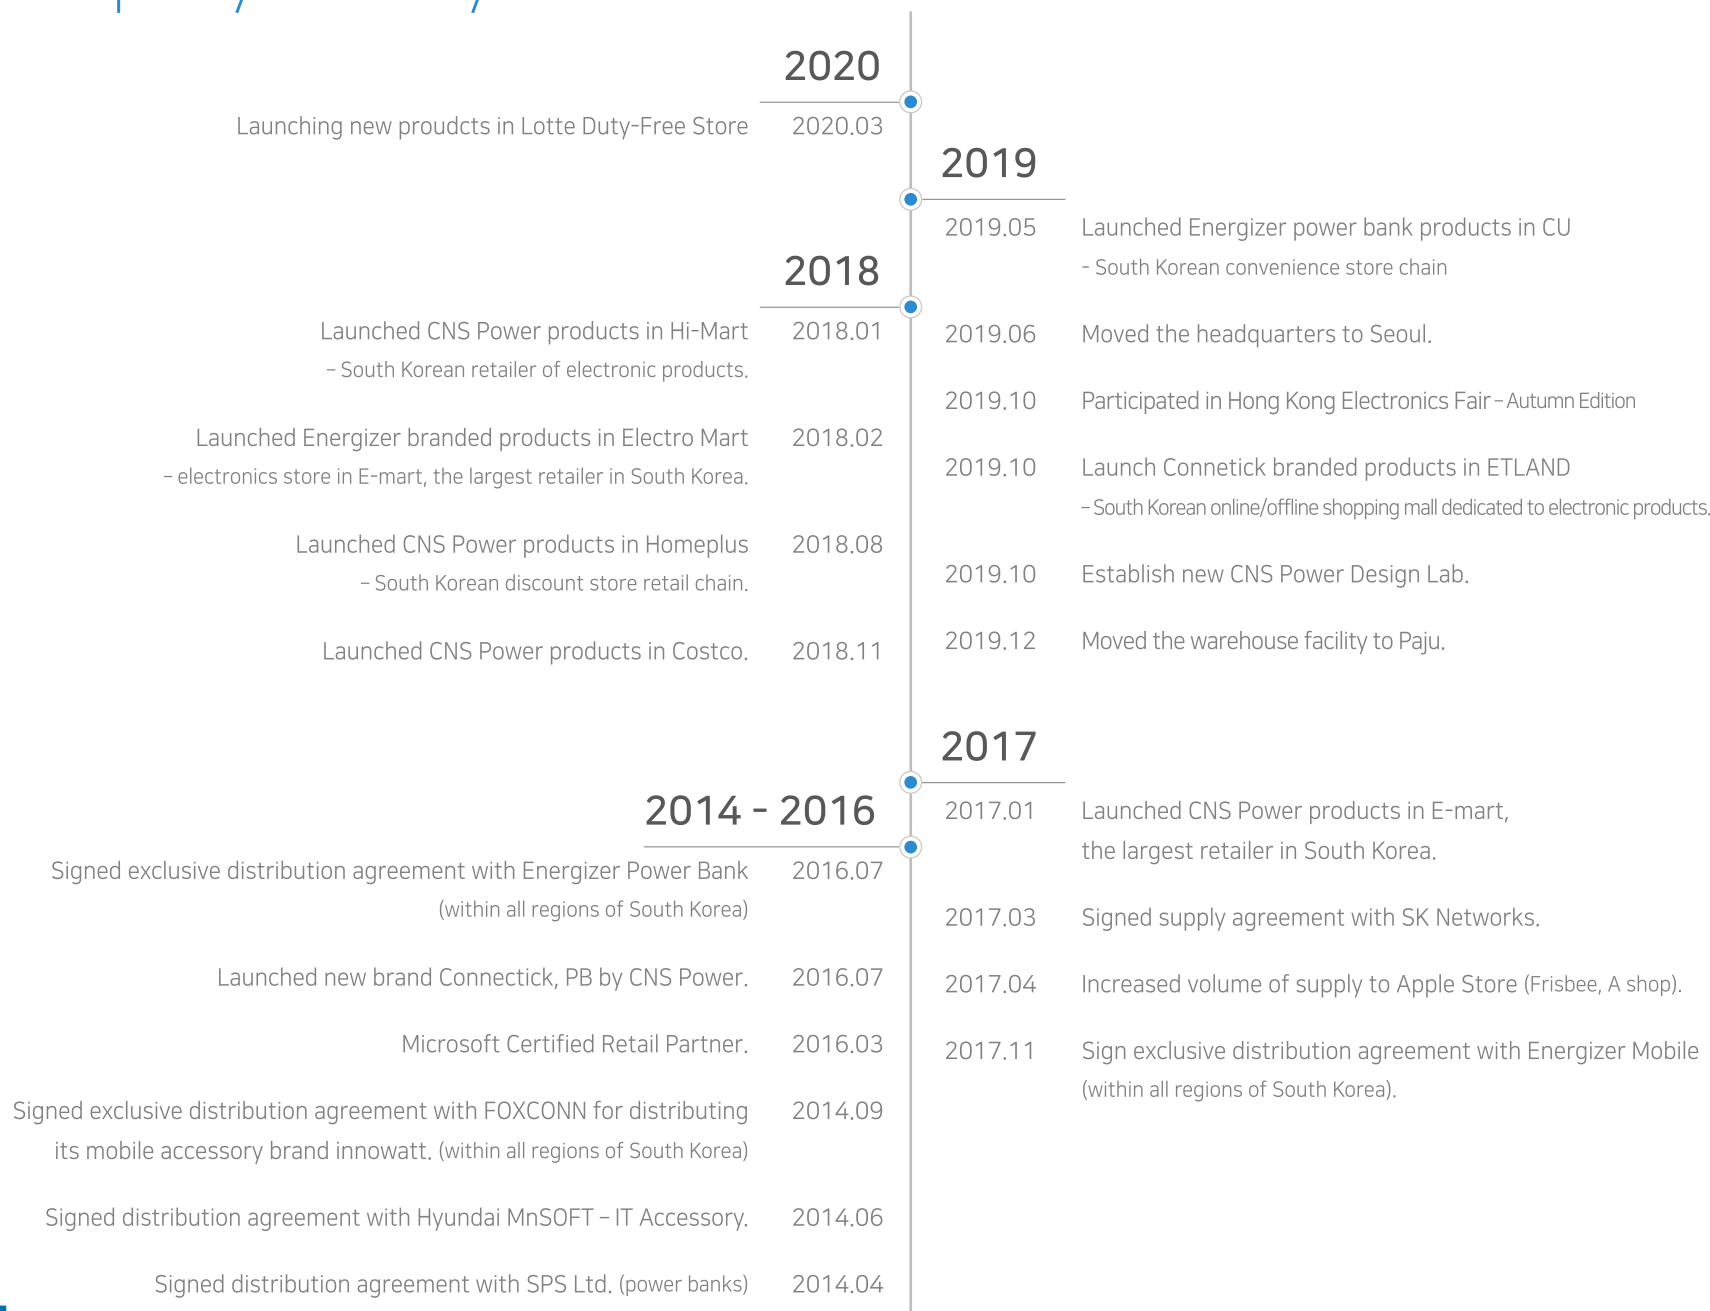 2020
Launching new proudcts in Lotte Duty-Free Store 2020.03
2019
2019.05 Launched Energizer power bank products in CU
- South Korean convenience store chain
2019.06 Moved the headquarters to Seoul.
2019.10 Participated in Hong Kong Electronics Fair – Autumn Edition
2019.10 Launch Connetick branded products in ETLAND
– South Korean online/offline shopping mall dedicated to electronic products.
2019.10 Establish new CNS Power Design Lab.
2019.12 Moved the warehouse facility to Paju.
2018
Launched CNS Power products in Hi-Mart 2018.01
– South Korean retailer of electronic products.
Launched Energizer branded products in Electro Mart 2018.02
– electronics store in E-mart, the largest retailer in South Korea.
Launched CNS Power products in Homeplus 2018.08
– South Korean discount store retail chain.
Launched CNS Power products in Costco. 2018.11
2017
2017.01 Launched CNS Power products in E-mart,
the largest retailer in South Korea.
2017.03 Signed supply agreement with SK Networks.
2017.04 Increased volume of supply to Apple Store (Frisbee, A shop).
2017.11 Sign exclusive distribution agreement with Energizer Mobile
(within all regions of South Korea).
2014 - 2016
Signed exclusive distribution agreement with Energizer Power Bank 2016.07
(within all regions of South Korea)
Launched new brand Connectick, PB by CNS Power. 2016.07
Microsoft Certified Retail Partner. 2016.03
Signed exclusive distribution agreement with FOXCONN for distributing 2014.09
its mobile accessory brand innowatt. (within all regions of South Korea)
Signed distribution agreement with Hyundai MnSOFT – IT Accessory. 2014.06
Signed distribution agreement with SPS Ltd. (power banks) 2014.04